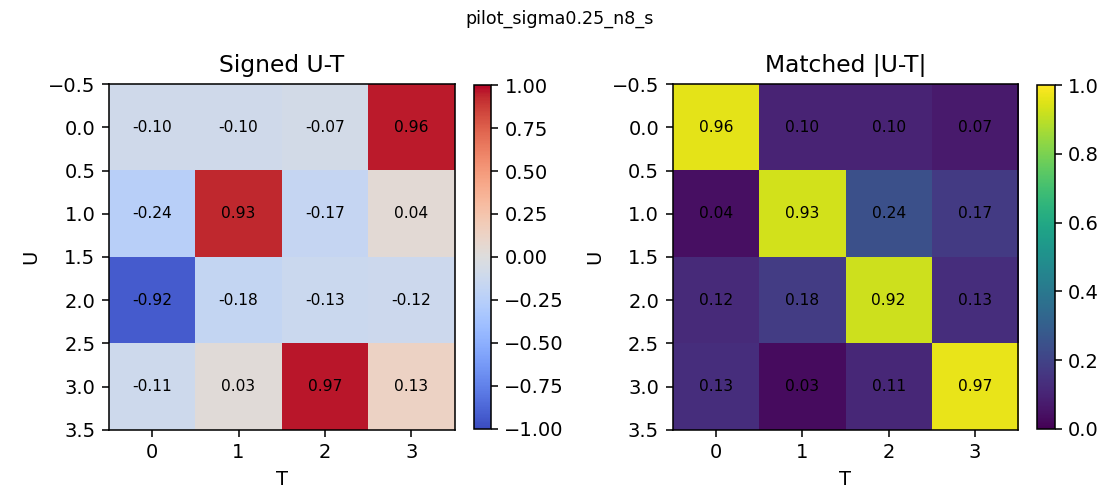 pilot_sigma0.25_n8_s
Signed U-T
−0.5
0.0
0.5
1.0
1.5
2.0
2.5
3.0
3.5
U
-0.10 -0.10 -0.07 0.96
-0.24 0.93 -0.17 0.04
-0.92 -0.18 -0.13 -0.12
-0.11 0.03 0.97 0.13
0 1 2 3
T
1.00
0.75
0.50
0.25
0.00
−0.25
−0.50
−0.75
−1.00
Matched |U-T|
−0.5
0.0
0.5
1.0
1.5
2.0
2.5
3.0
3.5
U
0.96 0.10 0.10 0.07
0.04 0.93 0.24 0.17
0.12 0.18 0.92 0.13
0.13 0.03 0.11 0.97
0 1 2 3
T
1.0
0.8
0.6
0.4
0.2
0.0